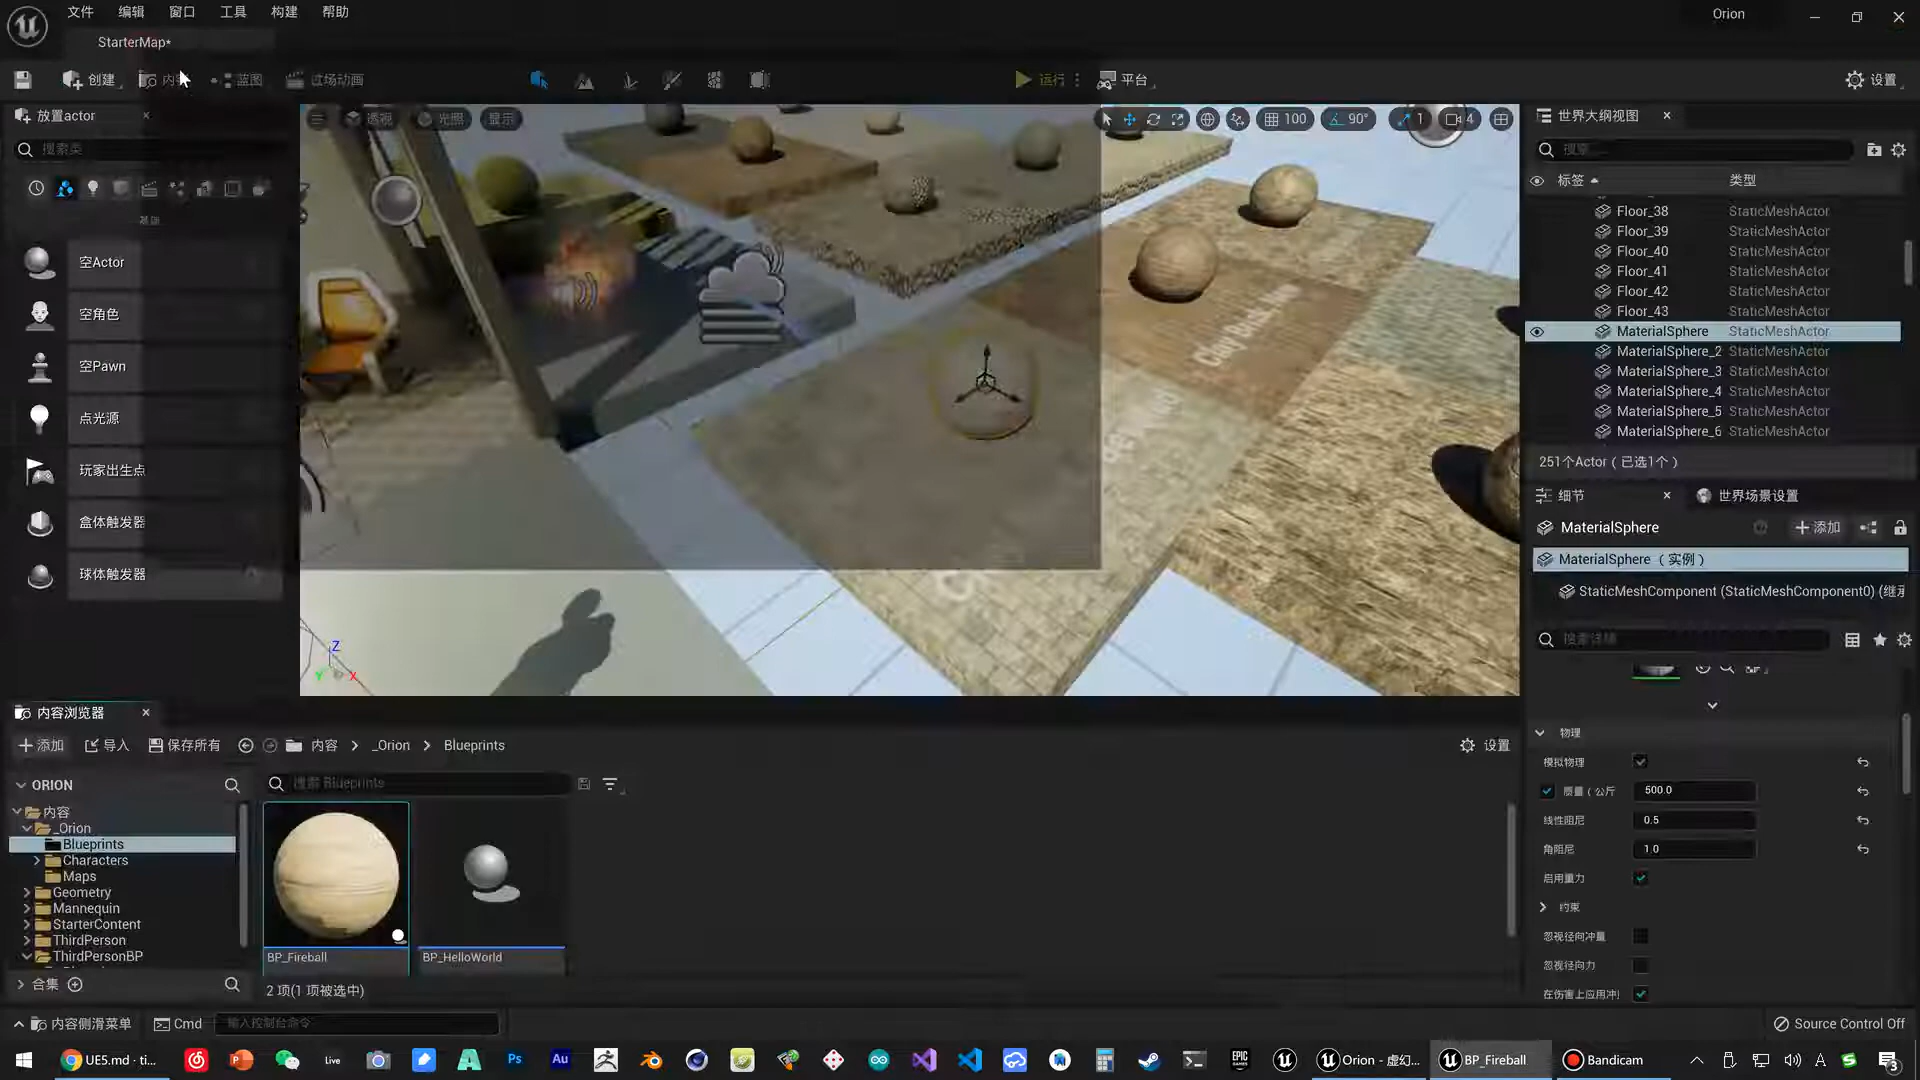 文件 编辑 窗口 工具 构建 帮助
Orion
StarterMap*
创建 内容 蓝图 过场动画 运行 平台 设置
放置actor
搜索类
基础
空Actor
空角色
空Pawn
点光源
玩家出生点
盒体触发器
球体触发器
透视 光照 显示
100 90° 1 4
Z
Y X
世界大纲视图
搜索...
标签 类型
Floor_38 StaticMeshActor
Floor_39 StaticMeshActor
Floor_40 StaticMeshActor
Floor_41 StaticMeshActor
Floor_42 StaticMeshActor
Floor_43 StaticMeshActor
MaterialSphere StaticMeshActor
MaterialSphere_2 StaticMeshActor
MaterialSphere_3 StaticMeshActor
MaterialSphere_4 StaticMeshActor
MaterialSphere_5 StaticMeshActor
MaterialSphere_6 StaticMeshActor
251个Actor（已选1个）
细节 世界场景设置
MaterialSphere 添加
MaterialSphere （实例）
StaticMeshComponent (StaticMeshComponent0) (继承
搜索详细
物理
模拟物理
质量（公斤 500.0
线性阻尼 0.5
角阻尼 1.0
启用重力
约束
忽视径向冲量
忽视径向力
在伤害上应用冲
内容浏览器
添加 导入 保存所有 内容 _Orion Blueprints 设置
ORION
搜索 Blueprints
内容
_Orion
Blueprints
Characters
Maps
Geometry
Mannequin
StarterContent
ThirdPerson
ThirdPersonBP
合集
BP_Fireball
BP_HelloWorld
2 项(1 项被选中)
内容侧滑菜单 Cmd 输入控制台命令 Source Control Off
UE5.md - ti...
Live
Ps
Au
EPIC GAMES
Orion - 虚幻...
BP_Fireball
Bandicam
A
3